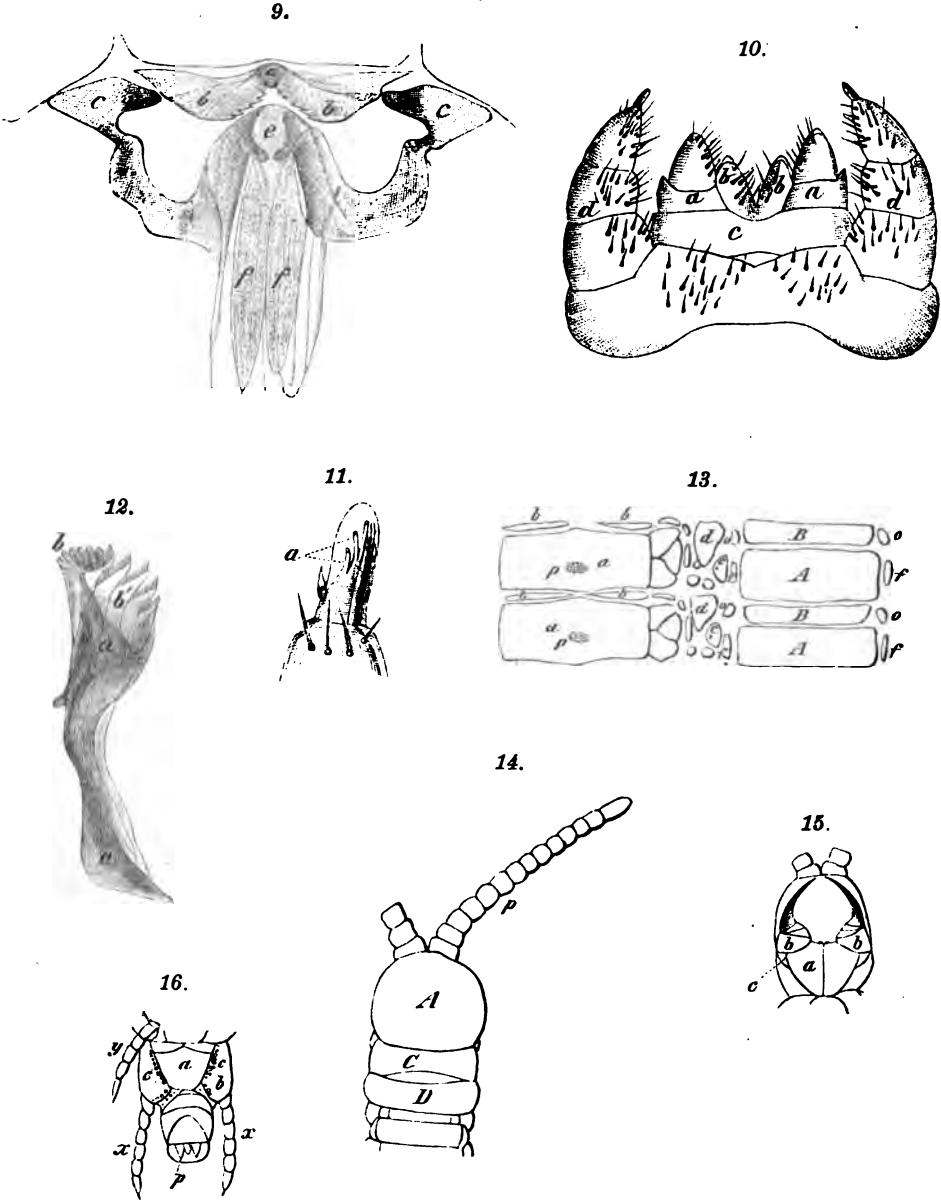 9.
c b c b c
e
f f
10.
b b
d a a d
c
11.
a
12.
b
b'
a
a
13.
b b d B o
p a A f
b b d B o
a p A f
14.
p
A
C
D
15.
b b
a
c
16.
y
a c
c b
x x
p